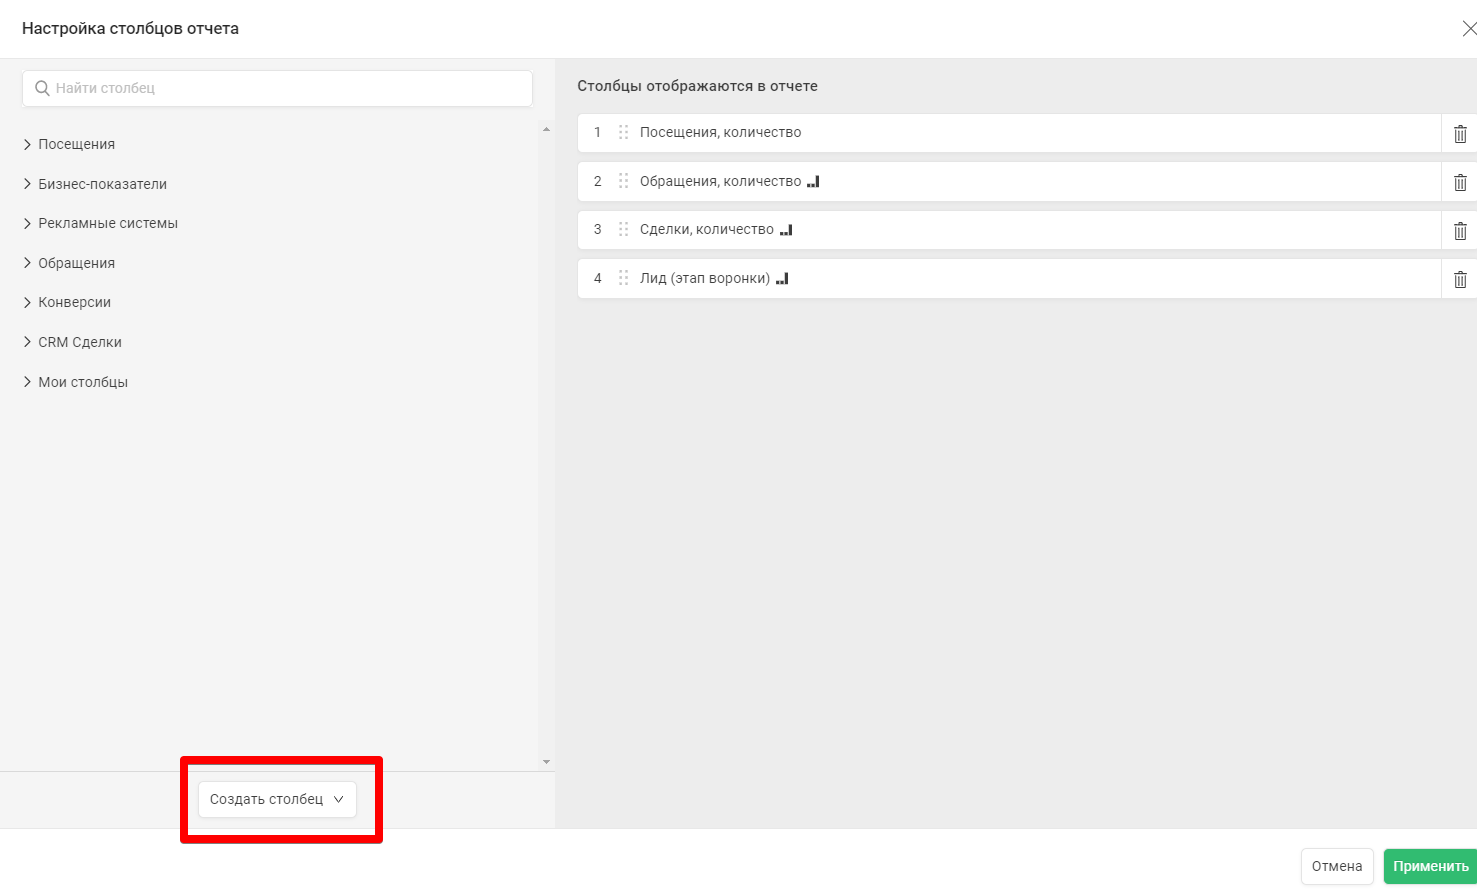 Настройка столбцов отчета
Найти столбец
Посещения
Бизнес-показатели
Рекламные системы
Обращения
Конверсии
CRM Сделки
Мои столбцы
Создать столбец
Столбцы отображаются в отчете
1 Посещения, количество
2 Обращения, количество
3 Сделки, количество
4 Лид (этап воронки)
Отмена
Применить